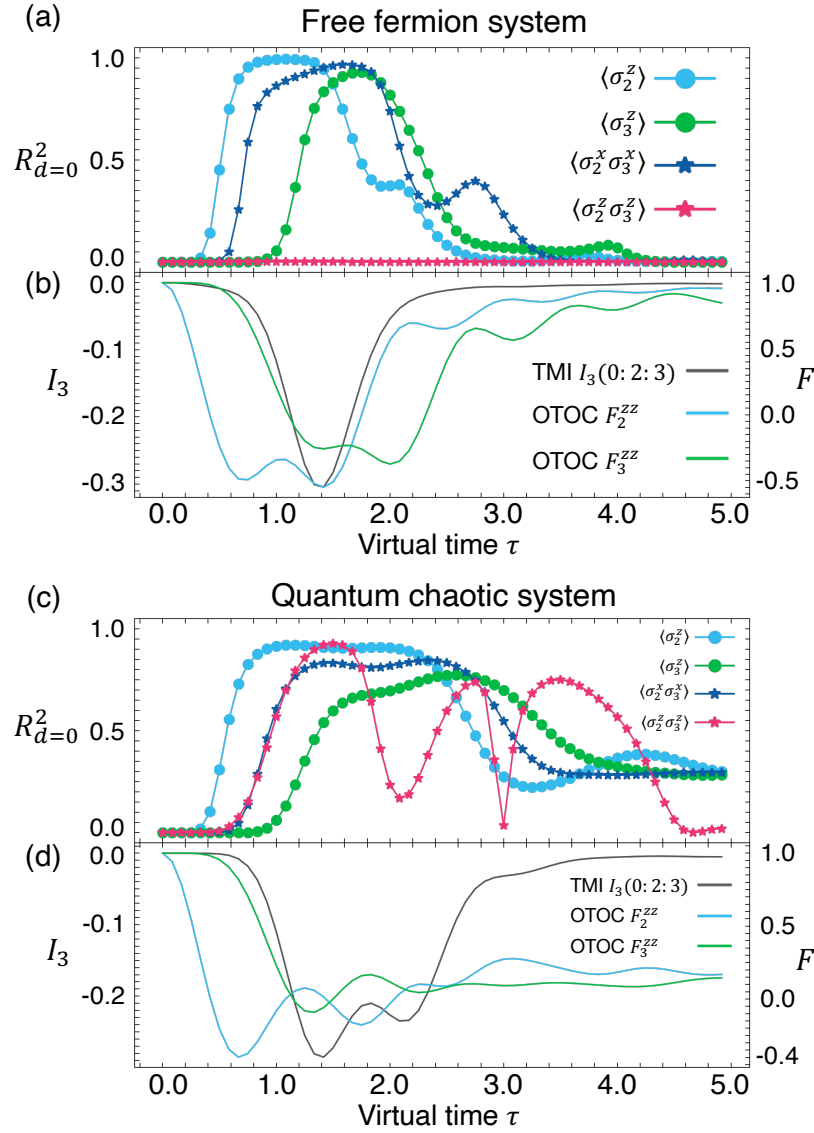 (a)
Free fermion system
1.0
0.5
0.0
R²_{d=0}
⟨σ₂ᶻ⟩
⟨σ₃ᶻ⟩
⟨σ₂ˣσ₃ˣ⟩
⟨σ₂ᶻσ₃ᶻ⟩
(b)
0.0
-0.1
-0.2
-0.3
I₃
TMI I₃(0:2:3)
OTOC F₂ᶻᶻ
OTOC F₃ᶻᶻ
1.0
0.5
0.0
-0.5
F
0.0 1.0 2.0 3.0 4.0 5.0
Virtual time τ
(c)
Quantum chaotic system
1.0
0.5
0.0
R²_{d=0}
⟨σ₂ᶻ⟩
⟨σ₃ᶻ⟩
⟨σ₂ˣσ₃ˣ⟩
⟨σ₂ᶻσ₃ᶻ⟩
(d)
0.0
-0.1
-0.2
I₃
TMI I₃(0:2:3)
OTOC F₂ᶻᶻ
OTOC F₃ᶻᶻ
1.0
0.5
0.0
-0.4
F
0.0 1.0 2.0 3.0 4.0 5.0
Virtual time τ